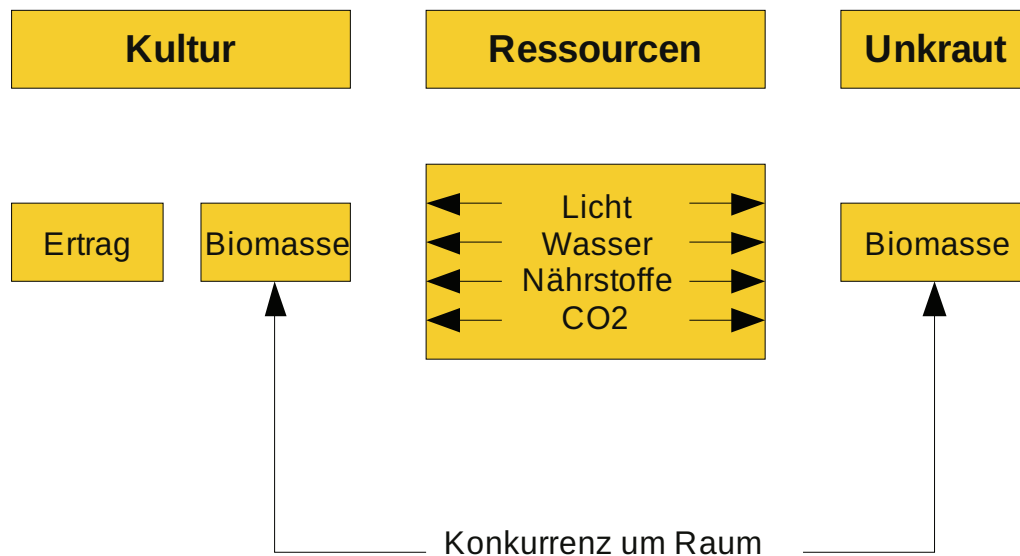 Kultur
Ressourcen
Unkraut
Ertrag
Biomasse
Licht
Wasser
Nährstoffe
CO2
Biomasse
Konkurrenz um Raum